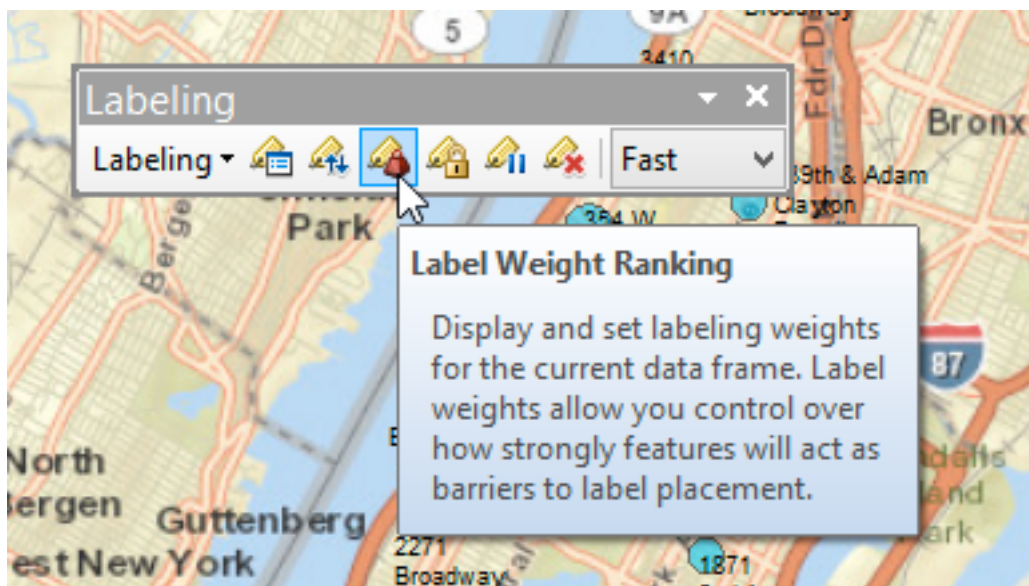 5
9A
Broadway
3410
Fdr Dr
Labeling
Labeling
Fast
Bronx
39th & Adam
Clayton
Park
Berge
354 W
Label Weight Ranking
Display and set labeling weights
for the current data frame. Label
weights allow you control over
how strongly features will act as
barriers to label placement.
87
North
Bergen
Guttenberg
est New York
2271
Broadway
1871